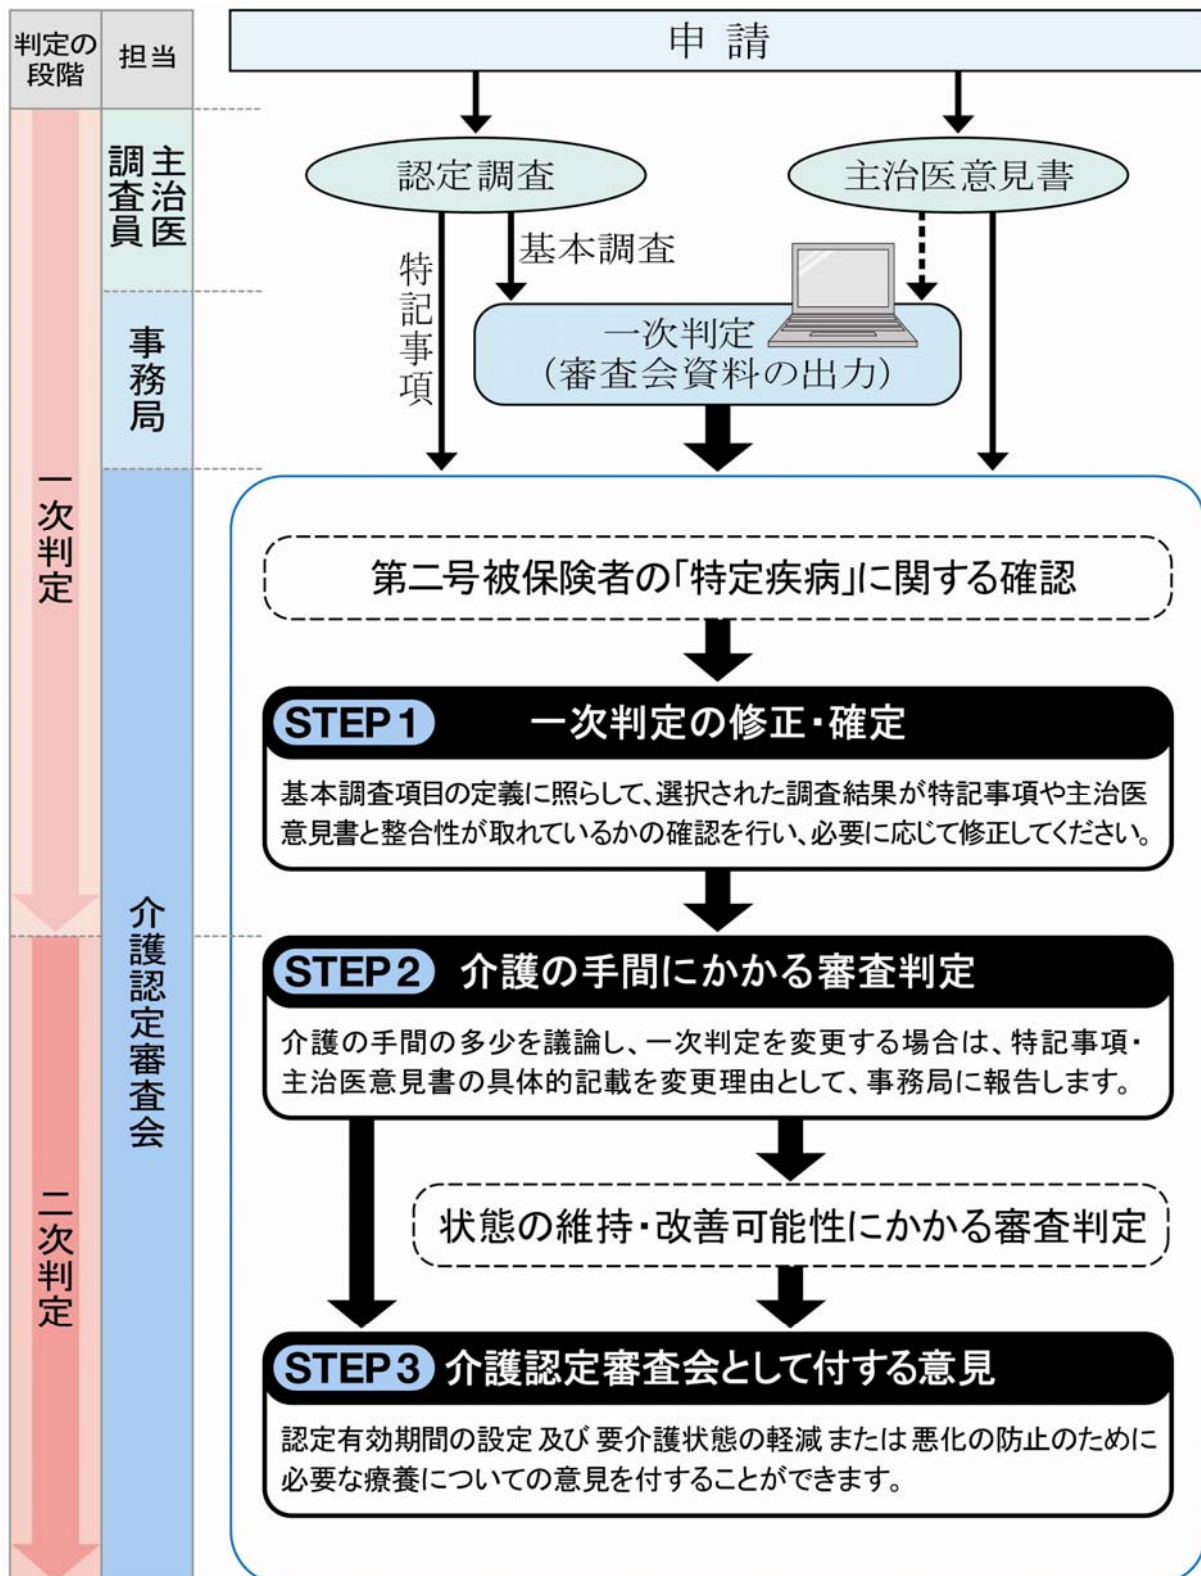 判定の
段階
担当
申請
主治医
調査員
認定調査
主治医意見書
特記事項
基本調査
事務局
一次判定
（審査会資料の出力）
一次判定
第二号被保険者の「特定疾病」に関する確認
STEP1 一次判定の修正・確定
基本調査項目の定義に照らして、選択された調査結果が特記事項や主治医
意見書と整合性が取れているかの確認を行い、必要に応じて修正してください。
介護認定審査会
STEP2 介護の手間にかかる審査判定
介護の手間の多少を議論し、一次判定を変更する場合は、特記事項・
主治医意見書の具体的記載を変更理由として、事務局に報告します。
二次判定
状態の維持・改善可能性にかかる審査判定
STEP3 介護認定審査会として付する意見
認定有効期間の設定 及び 要介護状態の軽減 または 悪化の防止のために
必要な療養についての意見を付することができます。